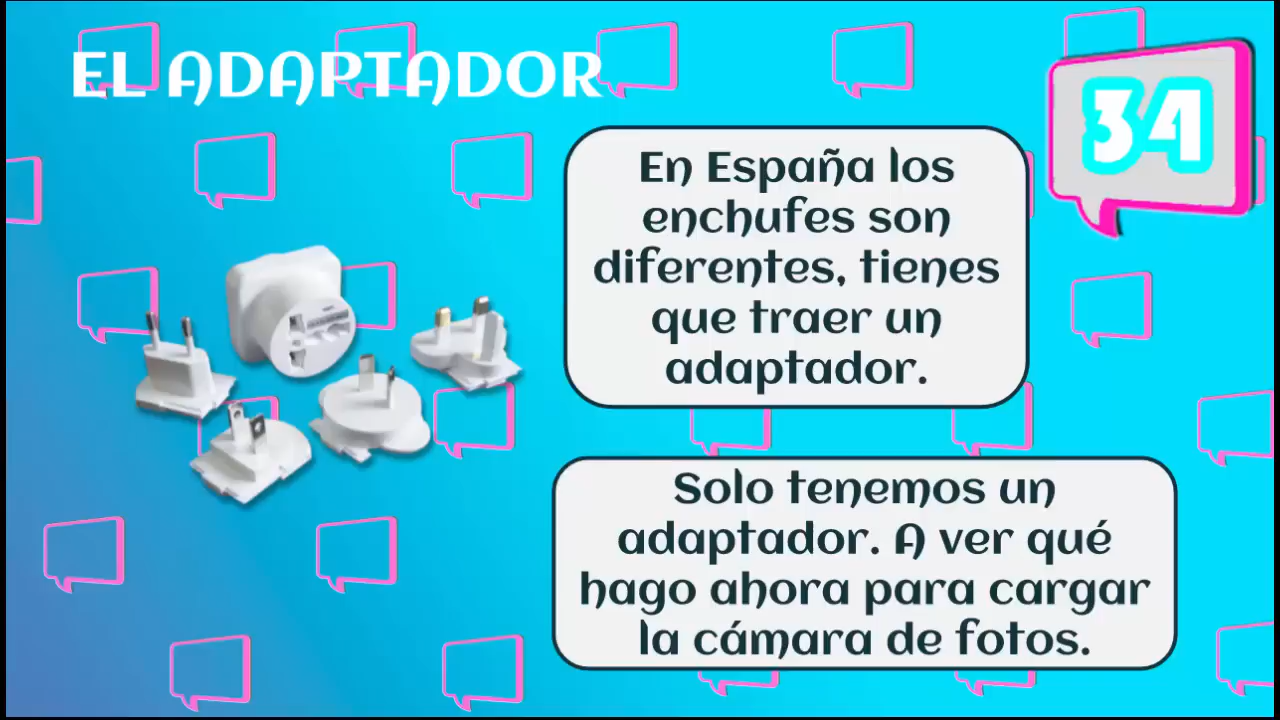 EL ADAPTADOR
34
En España los
enchufes son
diferentes, tienes
que traer un
adaptador.
Solo tenemos un
adaptador. A ver qué
hago ahora para cargar
la cámara de fotos.